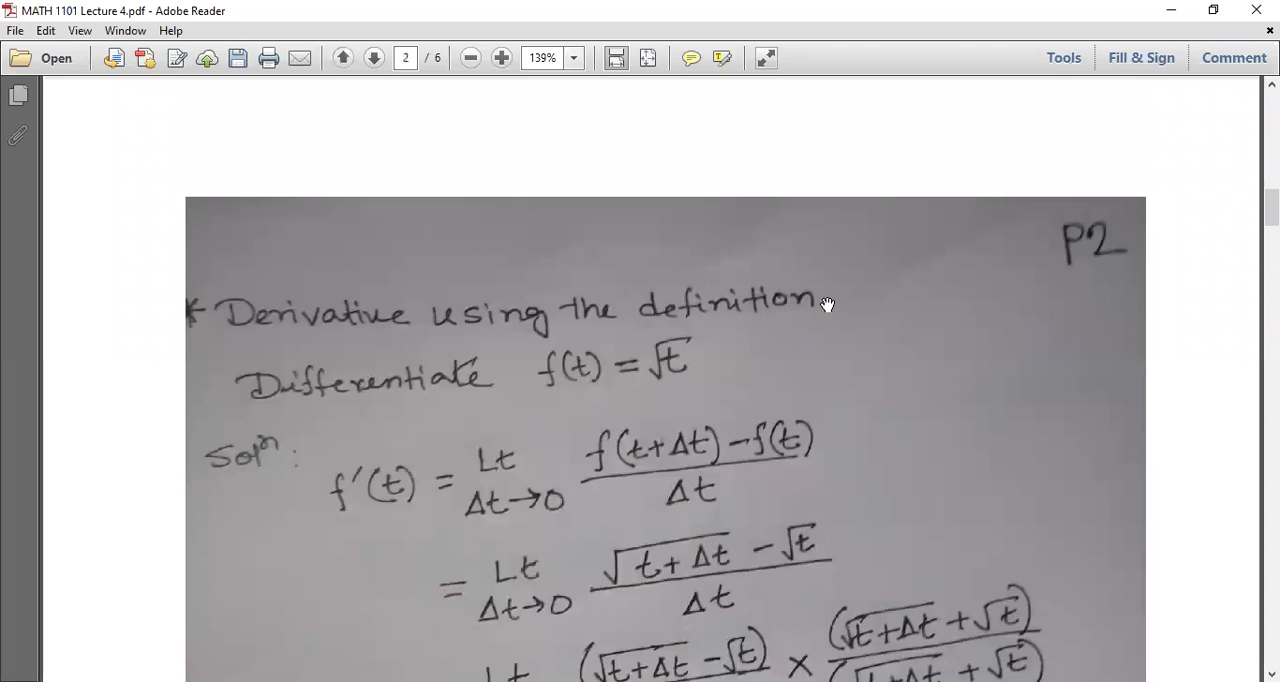 MATH 1101 Lecture 4.pdf - Adobe Reader
File Edit View Window Help
Open 2 / 6 139% Tools Fill & Sign Comment
P2
* Derivative using the definition
Differentiate f(t) = √t
Solⁿ:
f'(t) = Lt Δt→0 (f(t+Δt) - f(t)) / Δt
= Lt Δt→0 (√(t+Δt) - √t) / Δt
Lt (√(t+Δt) - √t) × (√(t+Δt) + √t) / (√(t+Δt) + √t)